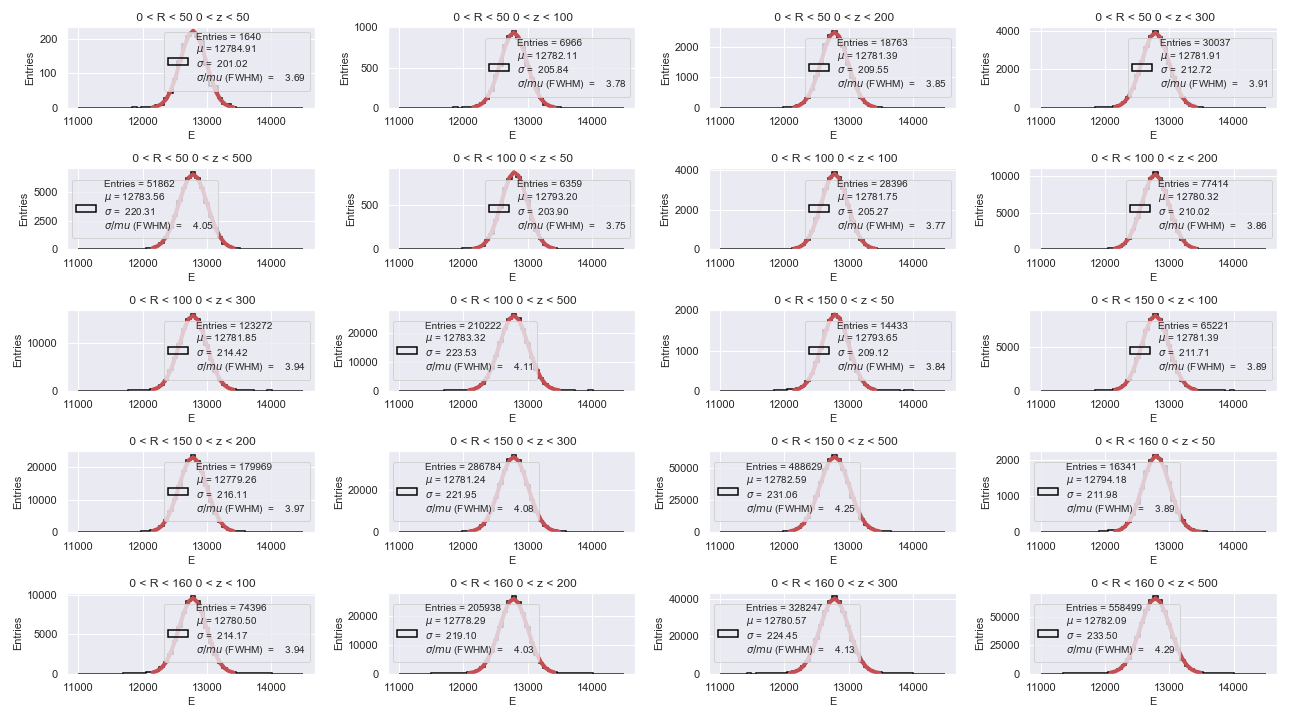 0 < R < 50 0 < z < 50
Entries
200
100
0
Entries = 1640
μ = 12784.91
σ = 201.02
σ/mu (FWHM) = 3.69
11000 12000 13000 14000
E
0 < R < 50 0 < z < 100
Entries
1000
500
0
Entries = 6966
μ = 12782.11
σ = 205.84
σ/mu (FWHM) = 3.78
11000 12000 13000 14000
E
0 < R < 50 0 < z < 200
Entries
2000
1000
0
Entries = 18763
μ = 12781.39
σ = 209.55
σ/mu (FWHM) = 3.85
11000 12000 13000 14000
E
0 < R < 50 0 < z < 300
Entries
4000
2000
0
Entries = 30037
μ = 12781.91
σ = 212.72
σ/mu (FWHM) = 3.91
11000 12000 13000 14000
E
0 < R < 50 0 < z < 500
Entries
5000
2500
0
Entries = 51862
μ = 12783.56
σ = 220.31
σ/mu (FWHM) = 4.05
11000 12000 13000 14000
E
0 < R < 100 0 < z < 50
Entries
500
0
Entries = 6359
μ = 12793.20
σ = 203.90
σ/mu (FWHM) = 3.75
11000 12000 13000 14000
E
0 < R < 100 0 < z < 100
Entries
4000
2000
0
Entries = 28396
μ = 12781.75
σ = 205.27
σ/mu (FWHM) = 3.77
11000 12000 13000 14000
E
0 < R < 100 0 < z < 200
Entries
10000
5000
0
Entries = 77414
μ = 12780.32
σ = 210.02
σ/mu (FWHM) = 3.86
11000 12000 13000 14000
E
0 < R < 100 0 < z < 300
Entries
10000
0
Entries = 123272
μ = 12781.85
σ = 214.42
σ/mu (FWHM) = 3.94
11000 12000 13000 14000
E
0 < R < 100 0 < z < 500
Entries
20000
10000
0
Entries = 210222
μ = 12783.32
σ = 223.53
σ/mu (FWHM) = 4.11
11000 12000 13000 14000
E
0 < R < 150 0 < z < 50
Entries
2000
1000
0
Entries = 14433
μ = 12793.65
σ = 209.12
σ/mu (FWHM) = 3.84
11000 12000 13000 14000
E
0 < R < 150 0 < z < 100
Entries
5000
0
Entries = 65221
μ = 12781.39
σ = 211.71
σ/mu (FWHM) = 3.89
11000 12000 13000 14000
E
0 < R < 150 0 < z < 200
Entries
20000
10000
0
Entries = 179969
μ = 12779.26
σ = 216.11
σ/mu (FWHM) = 3.97
11000 12000 13000 14000
E
0 < R < 150 0 < z < 300
Entries
20000
0
Entries = 286784
μ = 12781.24
σ = 221.95
σ/mu (FWHM) = 4.08
11000 12000 13000 14000
E
0 < R < 150 0 < z < 500
Entries
50000
25000
0
Entries = 488629
μ = 12782.59
σ = 231.06
σ/mu (FWHM) = 4.25
11000 12000 13000 14000
E
0 < R < 160 0 < z < 50
Entries
2000
1000
0
Entries = 16341
μ = 12794.18
σ = 211.98
σ/mu (FWHM) = 3.89
11000 12000 13000 14000
E
0 < R < 160 0 < z < 100
Entries
10000
5000
0
Entries = 74396
μ = 12780.50
σ = 214.17
σ/mu (FWHM) = 3.94
11000 12000 13000 14000
E
0 < R < 160 0 < z < 200
Entries
20000
10000
0
Entries = 205938
μ = 12778.29
σ = 219.10
σ/mu (FWHM) = 4.03
11000 12000 13000 14000
E
0 < R < 160 0 < z < 300
Entries
40000
20000
0
Entries = 328247
μ = 12780.57
σ = 224.45
σ/mu (FWHM) = 4.13
11000 12000 13000 14000
E
0 < R < 160 0 < z < 500
Entries
50000
25000
0
Entries = 558499
μ = 12782.09
σ = 233.50
σ/mu (FWHM) = 4.29
11000 12000 13000 14000
E